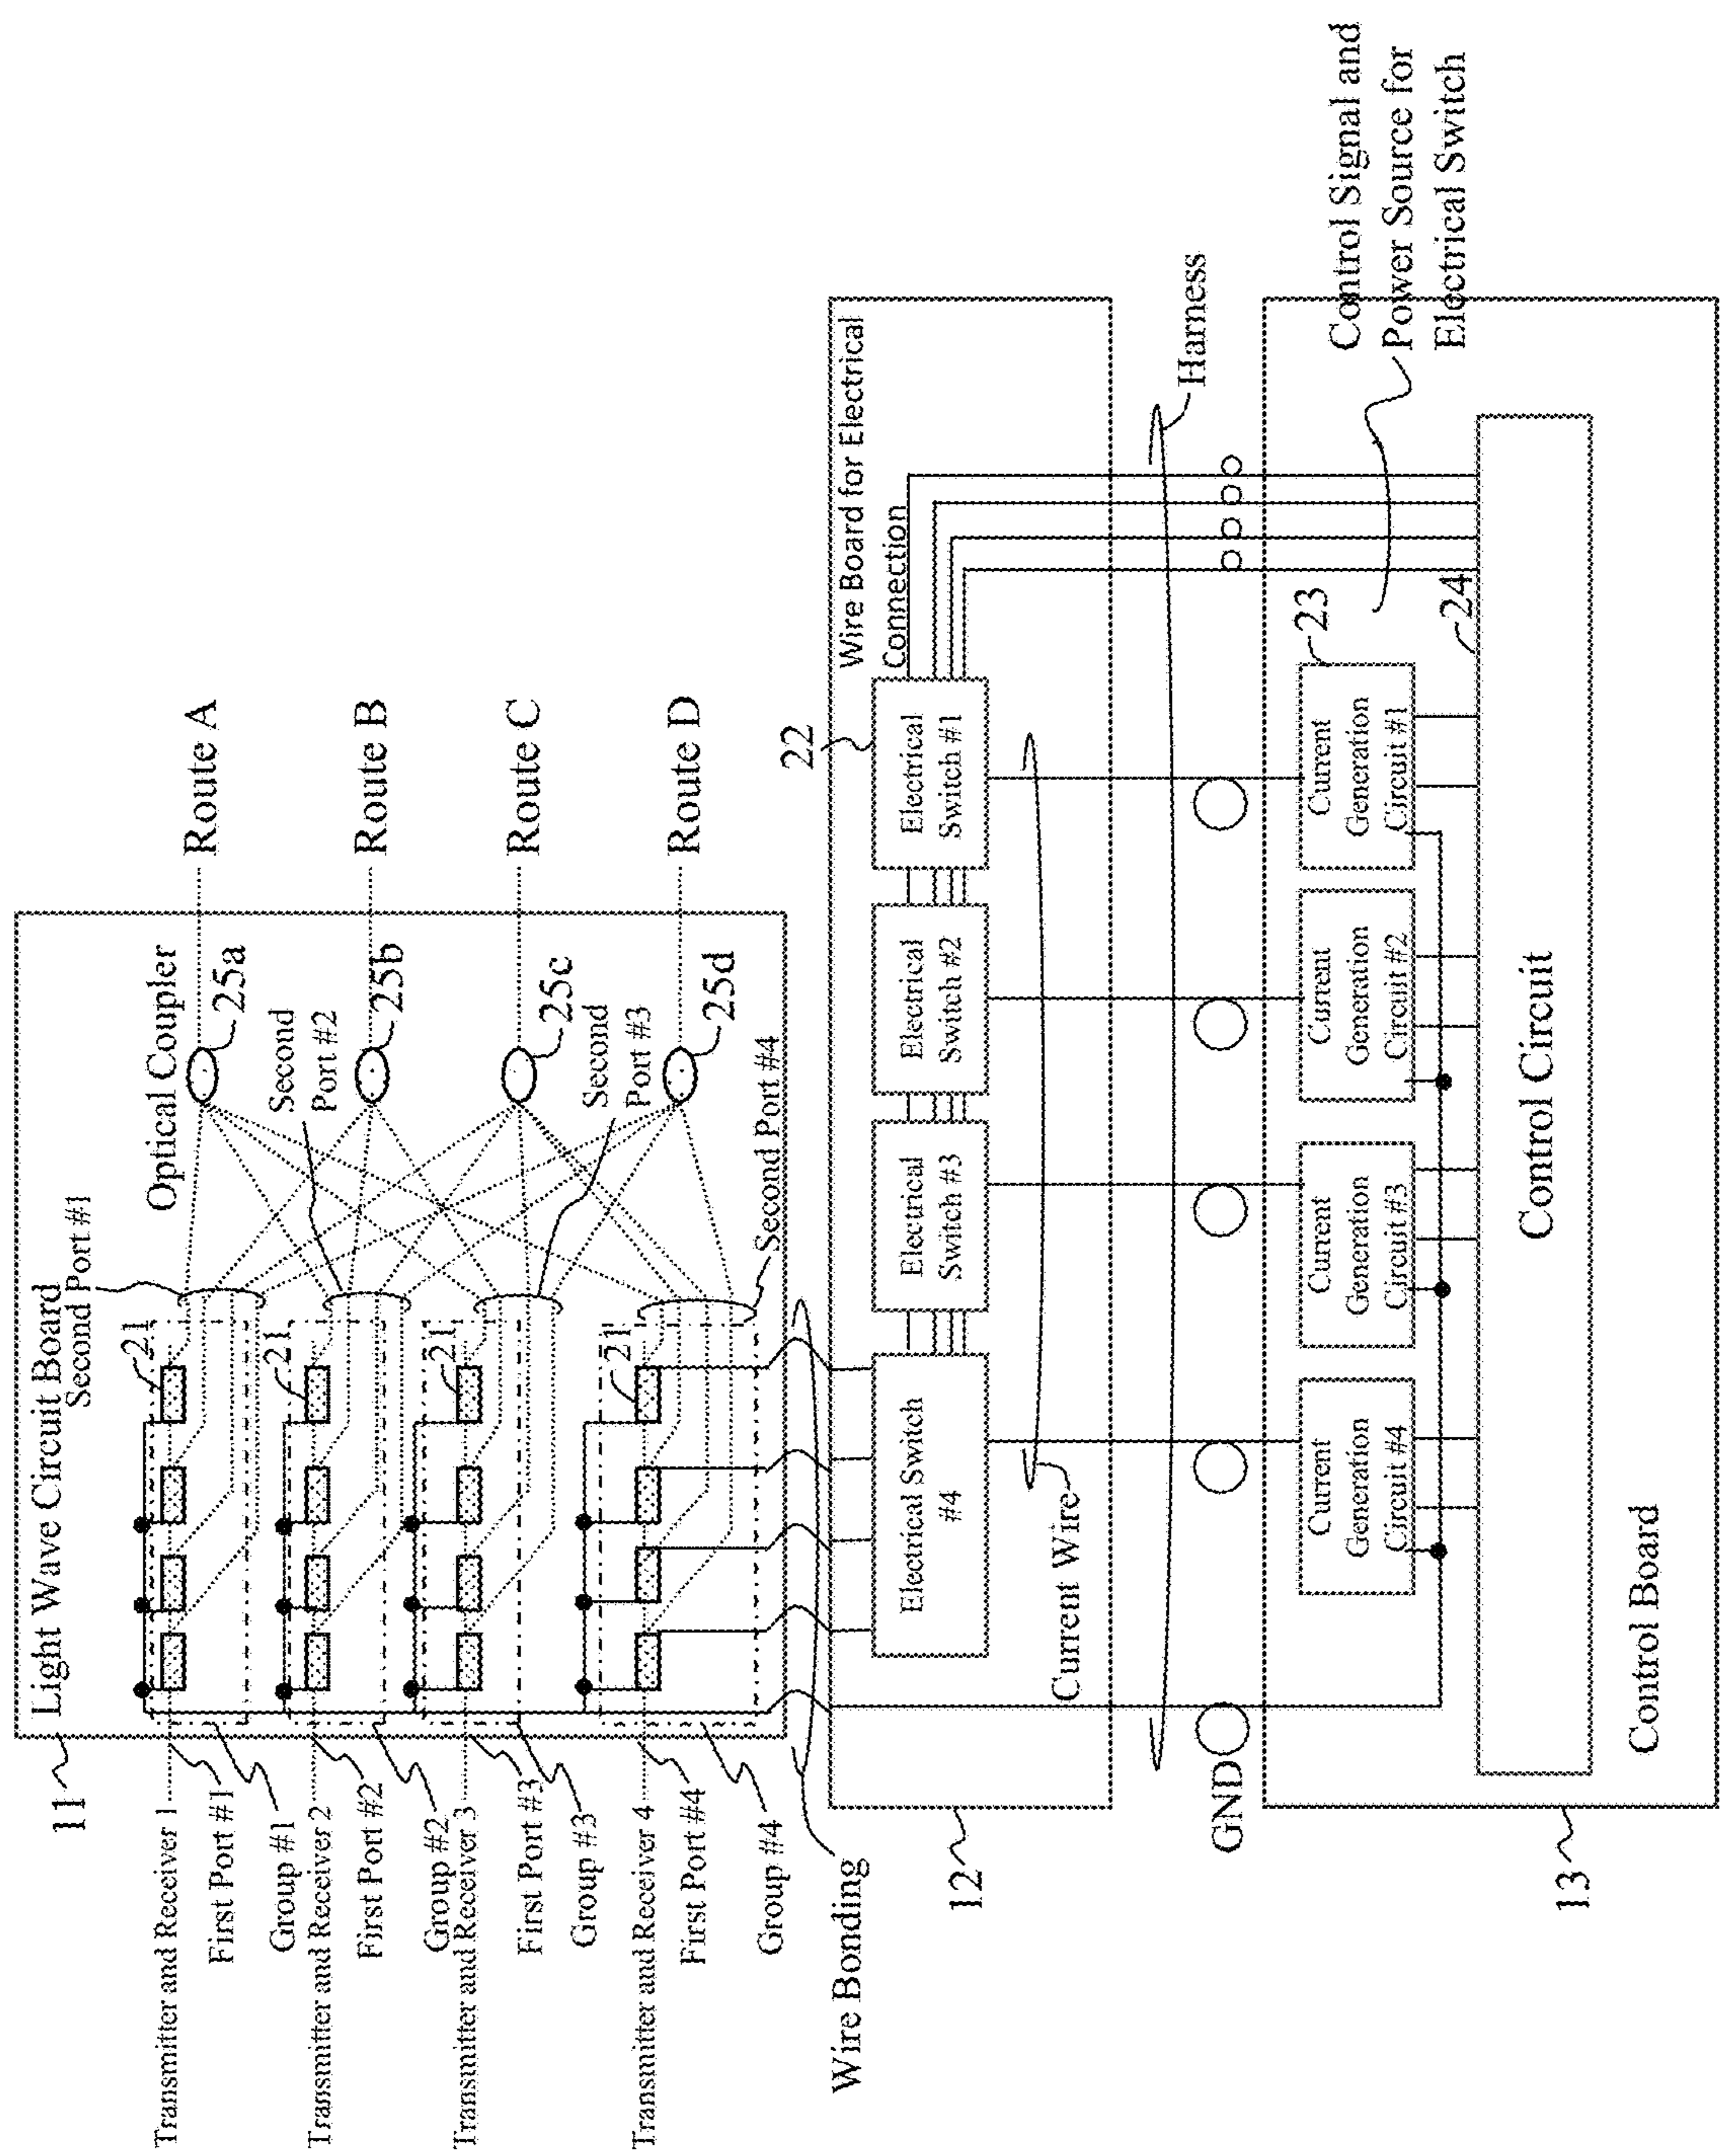 11
Light Wave Circuit Board
Second Port #1
Optical Coupler
21
21
21
21
25a
25b
25c
25d
Second
Port #2
Second
Port #3
Second Port #4
Route A
Route B
Route C
Route D
Transmitter and Receiver 1
First Port #1
Group #1
Transmitter and Receiver 2
First Port #2
Group #2
Transmitter and Receiver 3
First Port #3
Group #3
Transmitter and Receiver 4
First Port #4
Group #4
Wire Bonding
12
Wire Board for Electrical
Connection
22
Electrical Switch
#4
Electrical
Switch #3
Electrical
Switch #2
Electrical
Switch #1
Current Wire
Harness
GND
Control Signal and
Power Source for
Electrical Switch
Current
Generation
Circuit #4
Current
Generation
Circuit #3
Current
Generation
Circuit #2
Current
Generation
Circuit #1
23
24
Control Circuit
Control Board
13